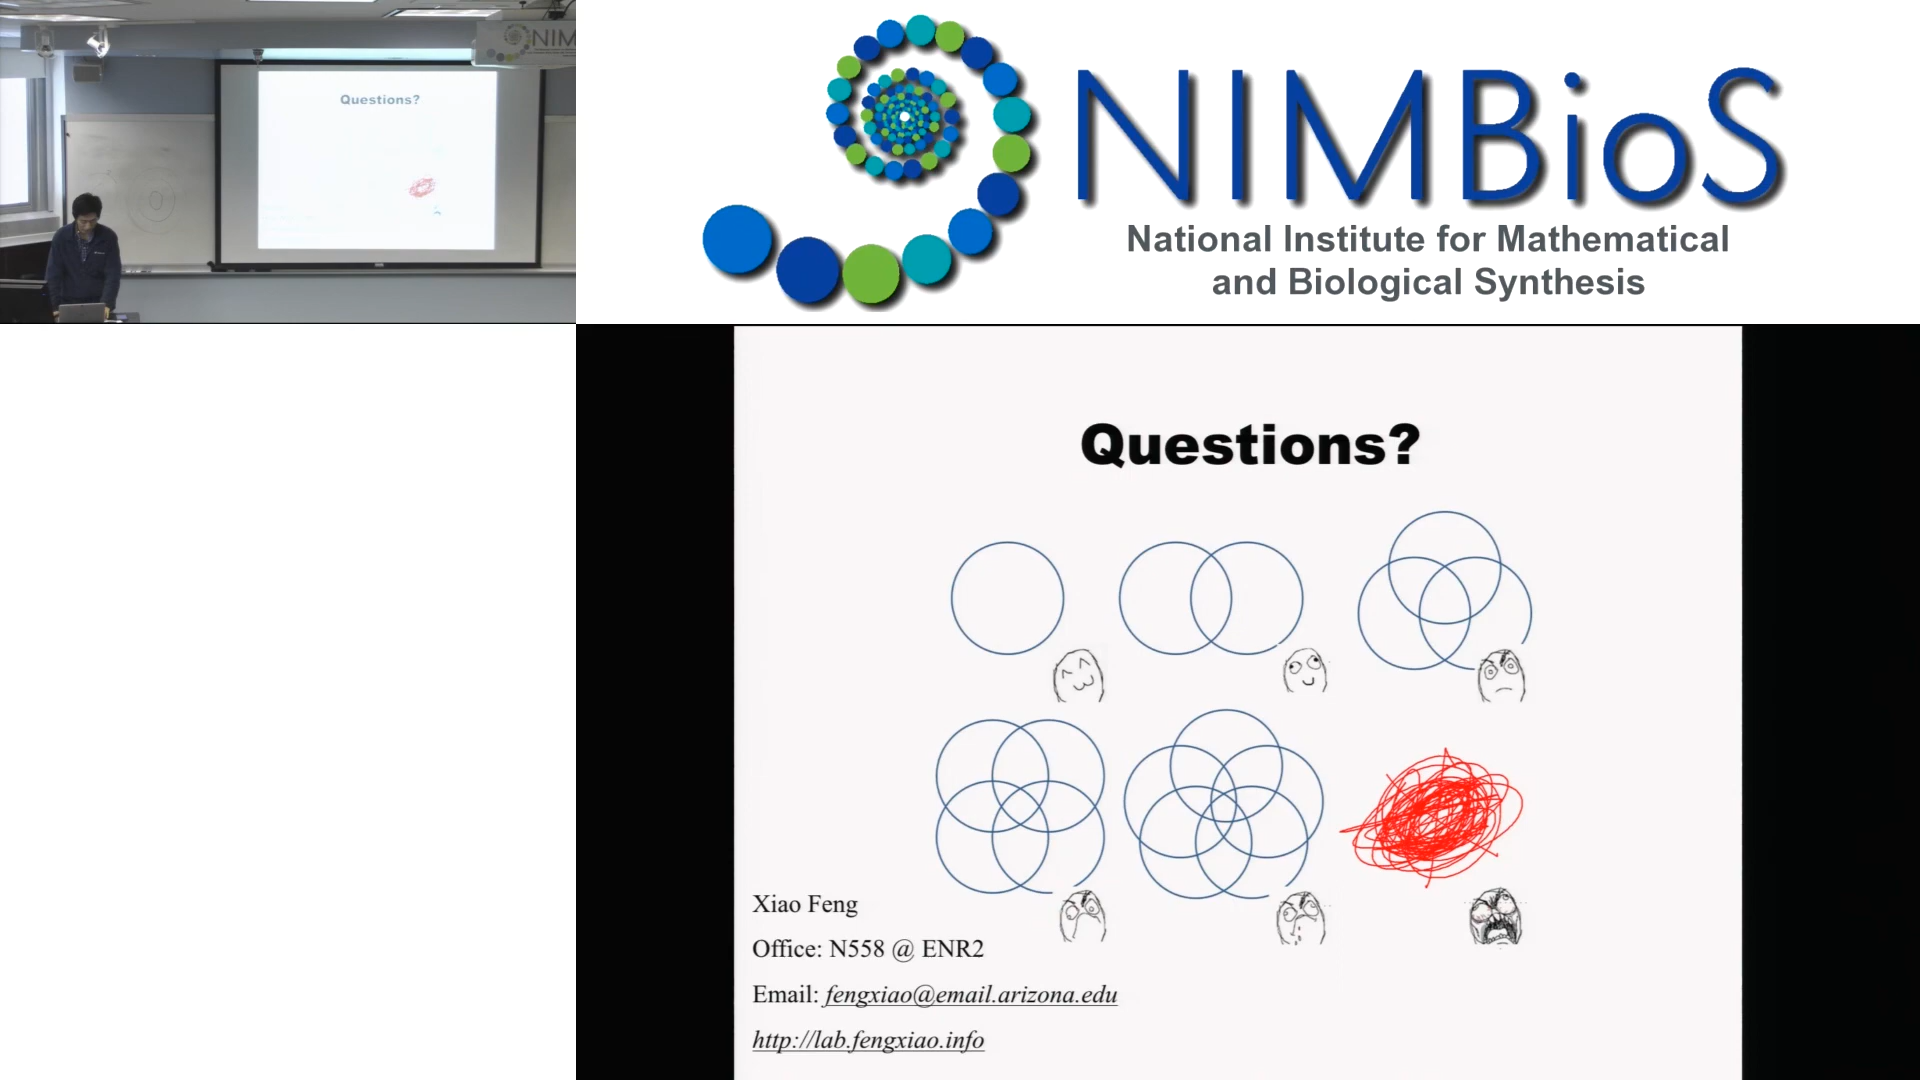 Questions?
NIM
NIMBioS
National Institute for Mathematical
and Biological Synthesis
Questions?
Xiao Feng
Office: N558 @ ENR2
Email: fengxiao@email.arizona.edu
http://lab.fengxiao.info